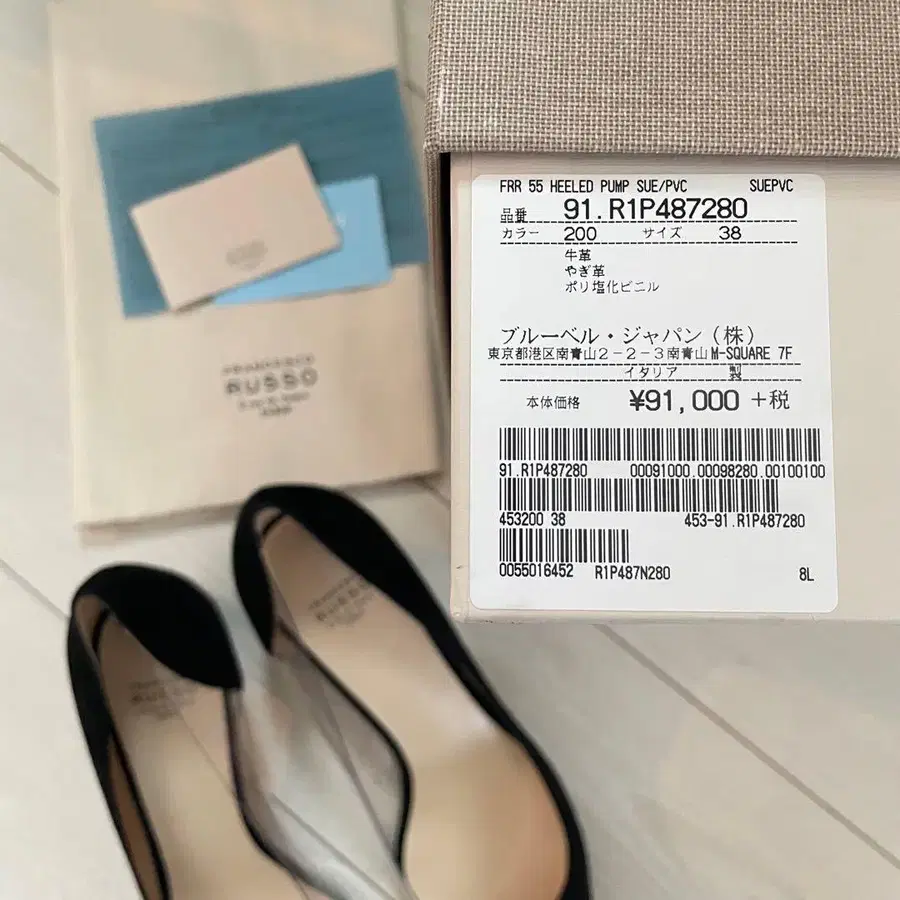 FRR 55 HEELED PUMP SUE/PVC SUEPVC
品番 91.R1P487280
カラー 200 サイズ 38
牛革
やぎ革
ポリ塩化ビニル
ブルーベル・ジャパン（株）
東京都港区南青山２－２－３南青山 M-SQUARE 7F
イタリア 製
本体価格 ¥91,000 +税
91.R1P487280 00091000.00098280.00100100
453200 38 453-91.R1P487280
0055016452 R1P487N280 8L
FRANCESCO
RUSSO
RUSSO
RUSSO